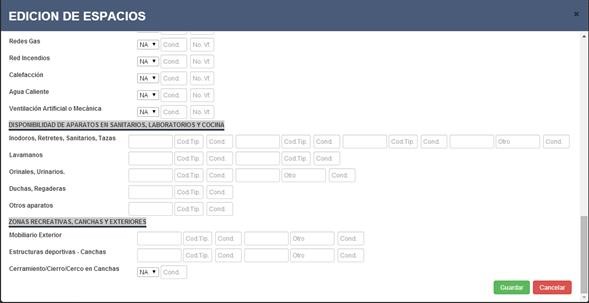 EDICION DE ESPACIOS ×
Redes Gas NA Cond. No. Vf.
Red Incendios NA Cond. No. Vf.
Calefacción NA Cond. No. Vf.
Agua Caliente NA Cond. No. Vf.
Ventilación Artificial o Mecánica NA Cond. No. Vf.
DISPONIBILIDAD DE APARATOS EN SANITARIOS, LABORATORIOS Y COCINA
Inodoros, Retretes, Sanitarios, Tazas Cod.Tip. Cond. Cod.Tip. Cond. Cod.Tip. Cond. Otro Cond.
Lavamanos Cod.Tip. Cond. Cod.Tip. Cond.
Orinales, Urinarios. Cod.Tip. Cond. Otro Cond.
Duchas, Regaderas Cod.Tip. Cond.
Otros aparatos Cod.Tip. Cond.
ZONAS RECREATIVAS, CANCHAS Y EXTERIORES
Mobiliario Exterior Cod.Tip. Cond. Otro Cond.
Estructuras deportivas - Canchas Cod.Tip. Cond. Otro Cond.
Cerramiento/Cierro/Cerco en Canchas NA Cond.
Guardar Cancelar